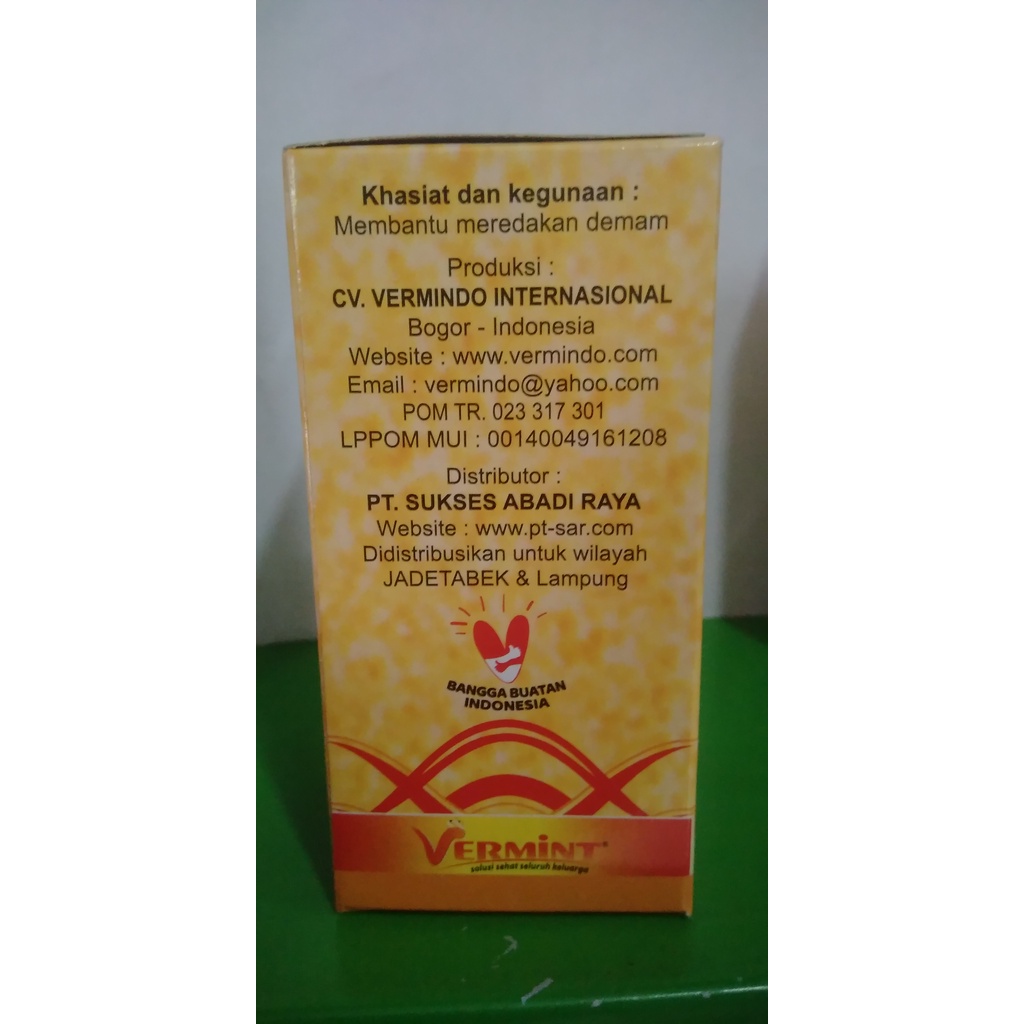 Khasiat dan kegunaan :
Membantu meredakan demam
Produksi :
CV. VERMINDO INTERNASIONAL
Bogor - Indonesia
Website : www.vermindo.com
Email : vermindo@yahoo.com
POM TR. 023 317 301
LPPOM MUI : 00140049161208
Distributor :
PT. SUKSES ABADI RAYA
Website : www.pt-sar.com
Didistribusikan untuk wilayah
JADETABEK & Lampung
BANGGA BUATAN
INDONESIA
VERMINT®
solusi sehat seluruh keluarga